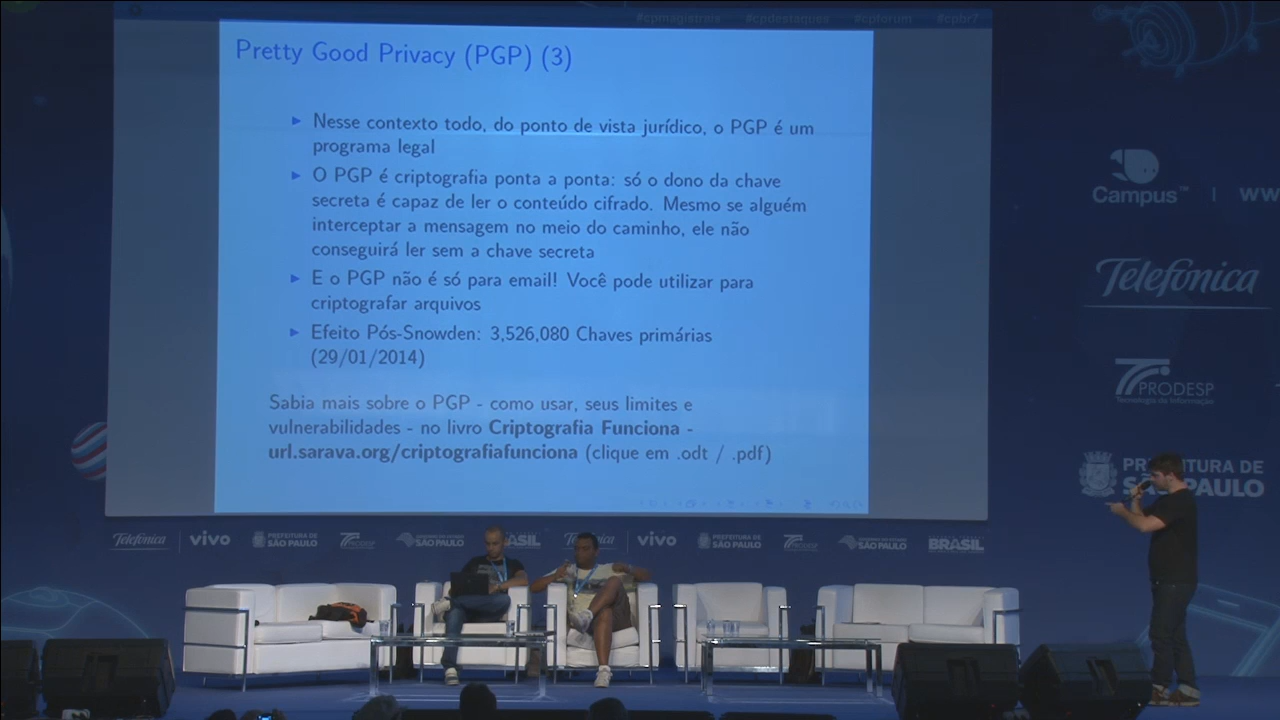 #cpmagistrais #cpdestaques #cpforum #cpbr7
Pretty Good Privacy (PGP) (3)
Nesse contexto todo, do ponto de vista jurídico, o PGP é um
programa legal
O PGP é criptografia ponta a ponta: só o dono da chave
secreta é capaz de ler o conteúdo cifrado. Mesmo se alguém
interceptar a mensagem no meio do caminho, ele não
conseguirá ler sem a chave secreta
E o PGP não é só para email! Você pode utilizar para
criptografar arquivos
Efeito Pós-Snowden: 3,526,080 Chaves primárias
(29/01/2014)
Sabia mais sobre o PGP - como usar, seus limites e
vulnerabilidades - no livro Criptografia Funciona -
url.sarava.org/criptografiafunciona (clique em .odt / .pdf)
Campus™ | WW
Telefónica
PRODESP
Tecnologia da Informação
PREFEITURA DE
SÃO PAULO
Telefónica vivo PREFEITURA DE SÃO PAULO PRODESP SÃO PAULO BRASIL Telefónica vivo PREFEITURA DE SÃO PAULO PRODESP SÃO PAULO BRASIL